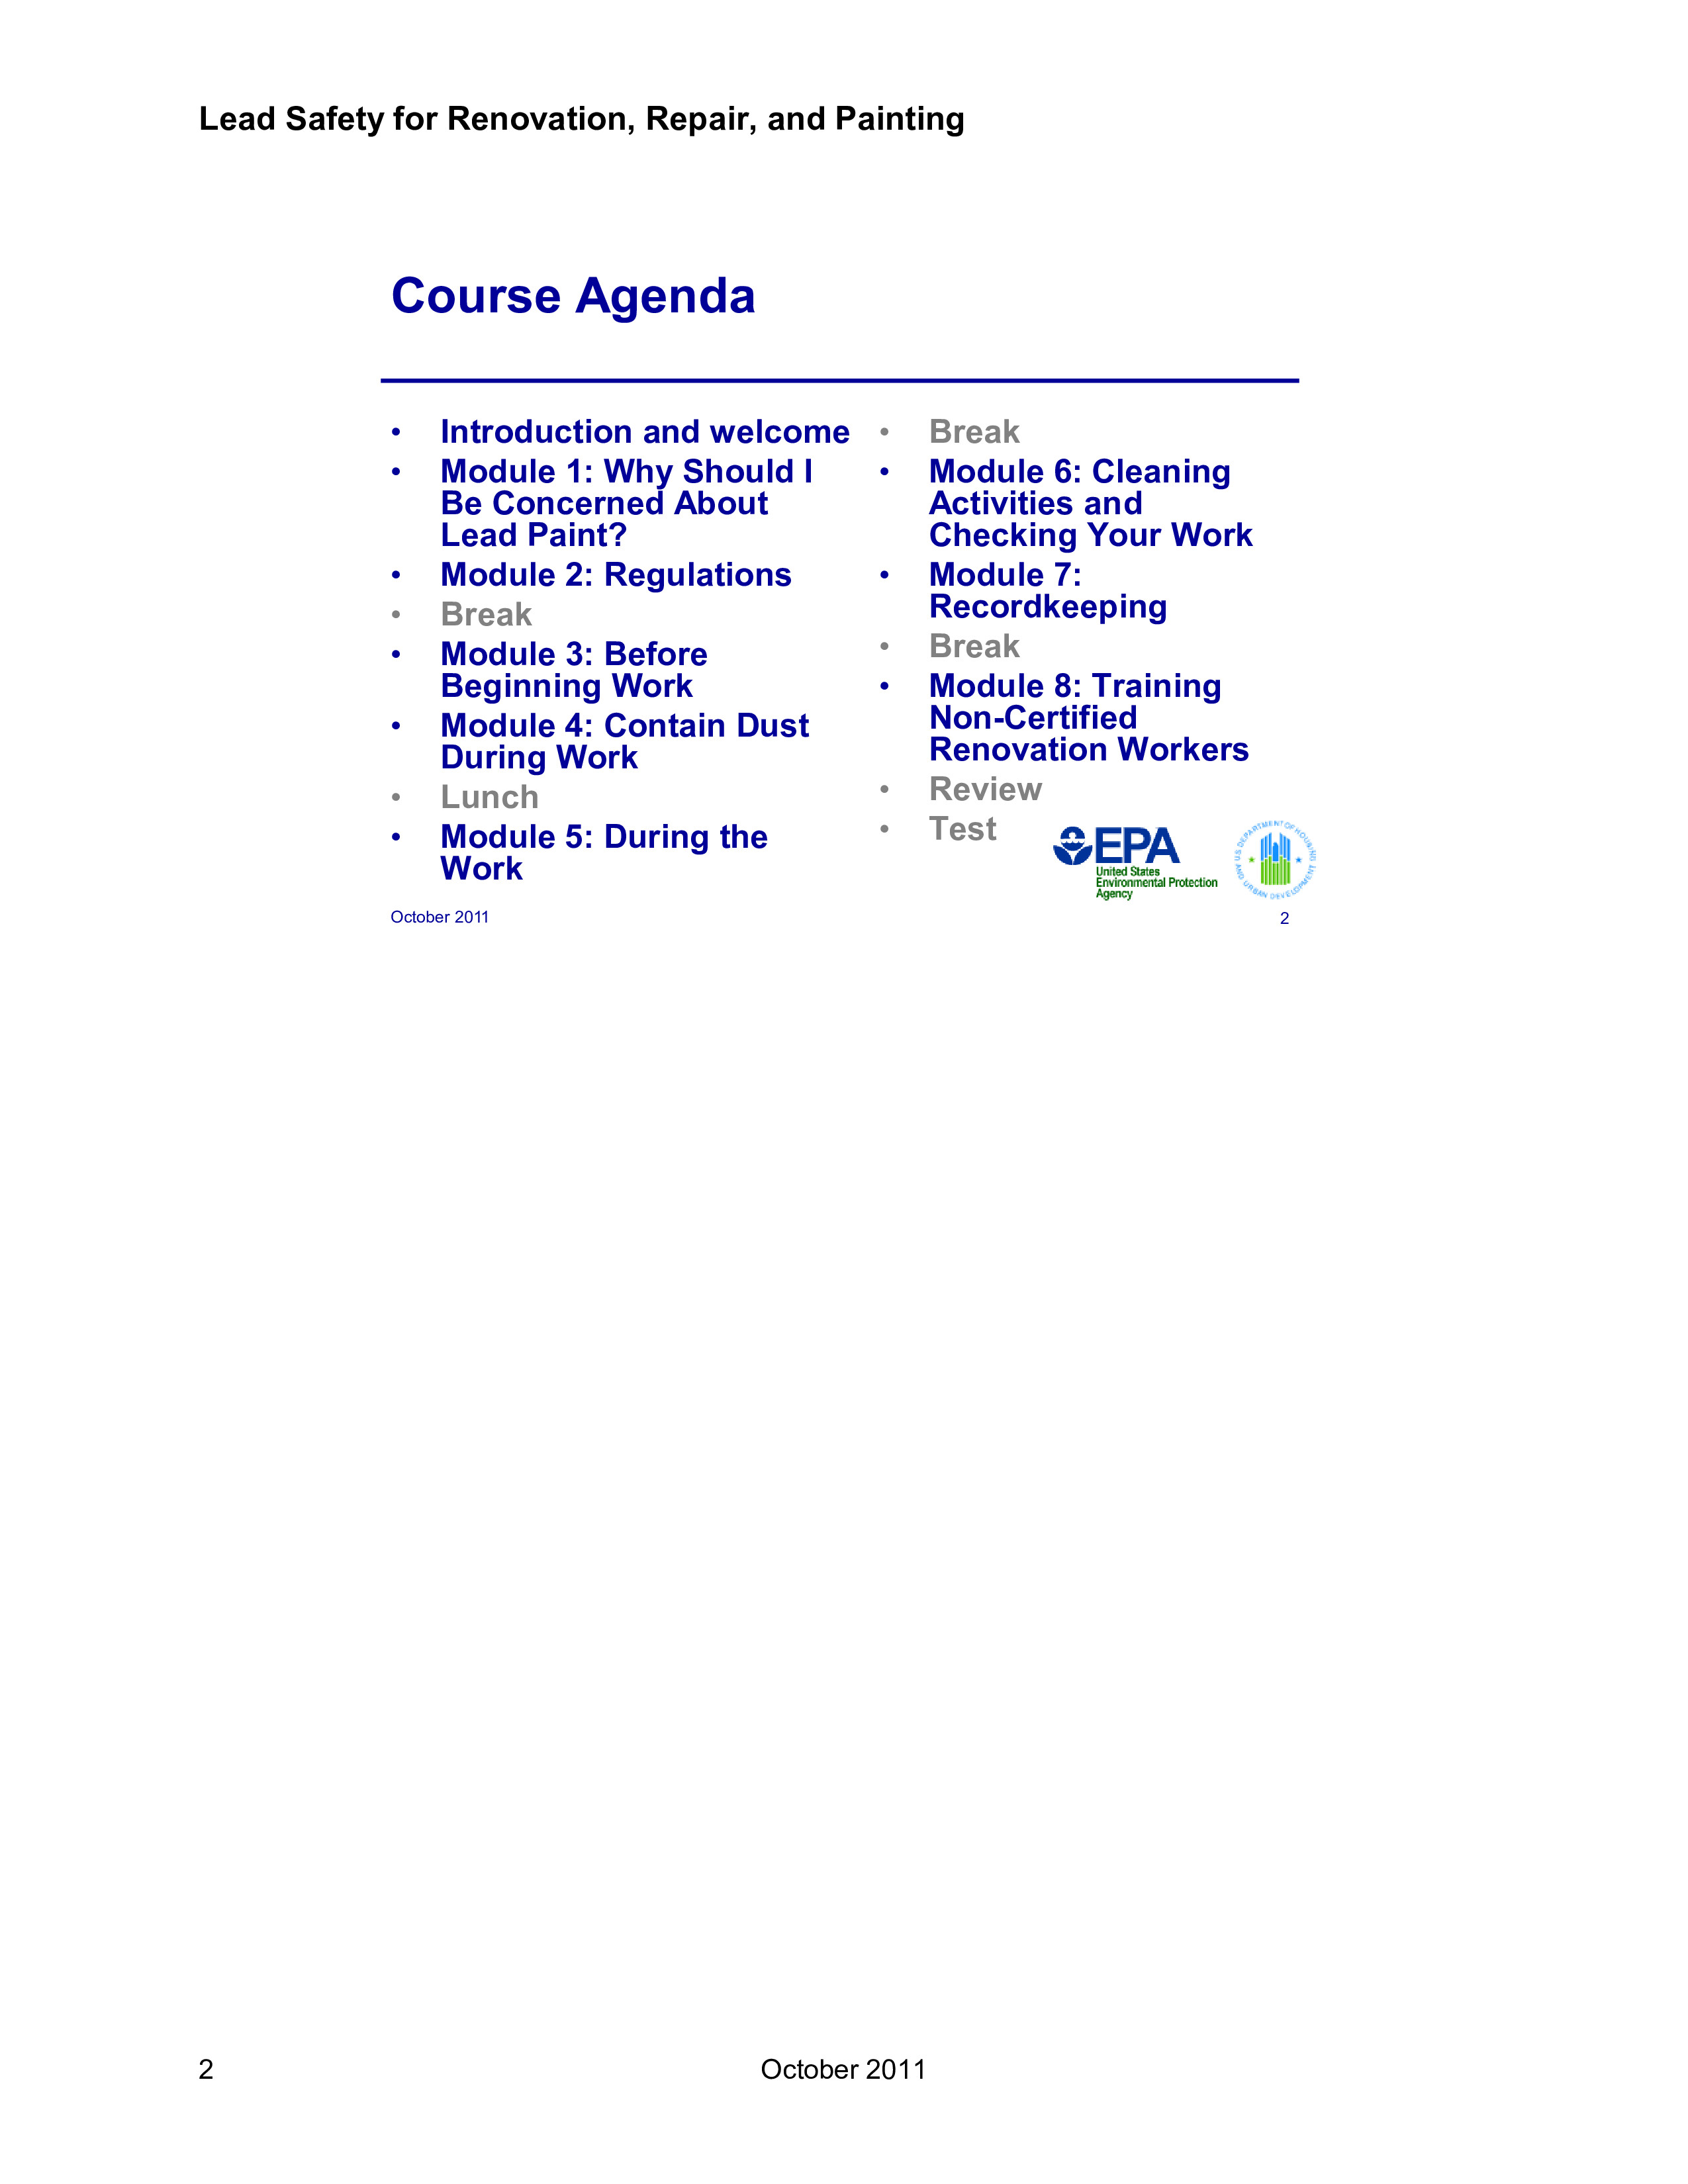 Lead Safety for Renovation, Repair, and Painting
Course Agenda
• Introduction and welcome
• Module 1: Why Should I
Be Concerned About
Lead Paint?
• Module 2: Regulations
• Break
• Module 3: Before
Beginning Work
• Module 4: Contain Dust
During Work
• Lunch
• Module 5: During the
Work
• Break
• Module 6: Cleaning
Activities and
Checking Your Work
• Module 7:
Recordkeeping
• Break
• Module 8: Training
Non-Certified
Renovation Workers
• Review
• Test
EPA
United States
Environmental Protection
Agency
U.S. DEPARTMENT OF HOUSING
AND URBAN DEVELOPMENT
October 2011
2
2
October 2011